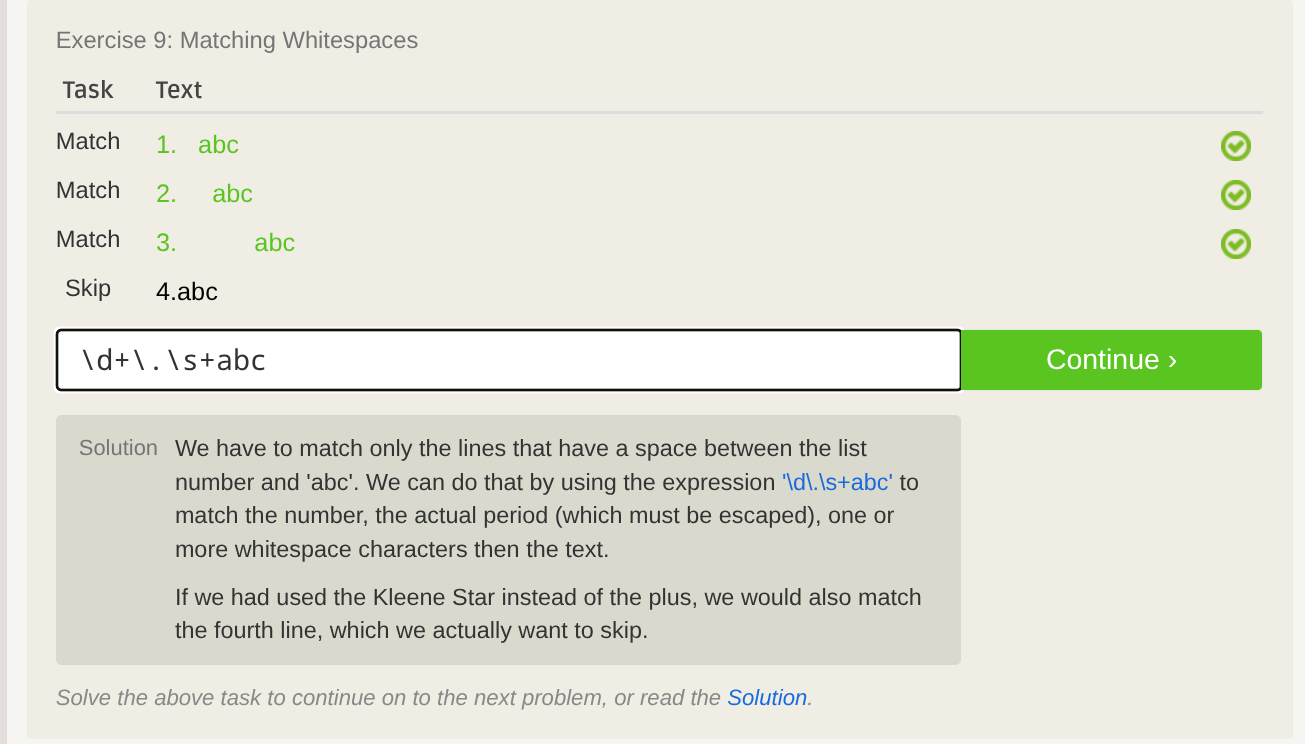 Exercise 9: Matching Whitespaces
Task Text
Match 1. abc
Match 2. abc
Match 3. abc
Skip 4.abc
\d+\.\s+abc Continue ›
Solution We have to match only the lines that have a space between the list
number and 'abc'. We can do that by using the expression '\d\.\s+abc' to
match the number, the actual period (which must be escaped), one or
more whitespace characters then the text.
If we had used the Kleene Star instead of the plus, we would also match
the fourth line, which we actually want to skip.
Solve the above task to continue on to the next problem, or read the Solution.